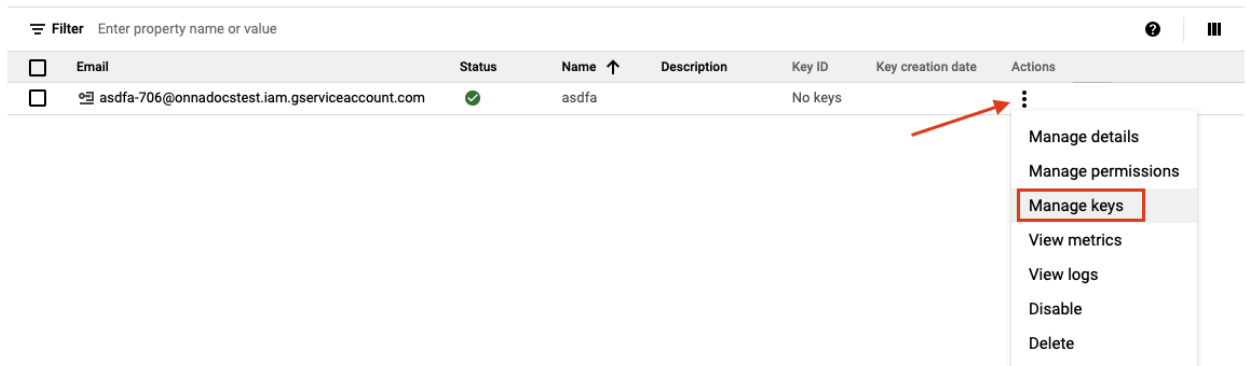 Filter Enter property name or value
Email Status Name Description Key ID Key creation date Actions
asdfa-706@onnadocstest.iam.gserviceaccount.com asdfa No keys
Manage details
Manage permissions
Manage keys
View metrics
View logs
Disable
Delete